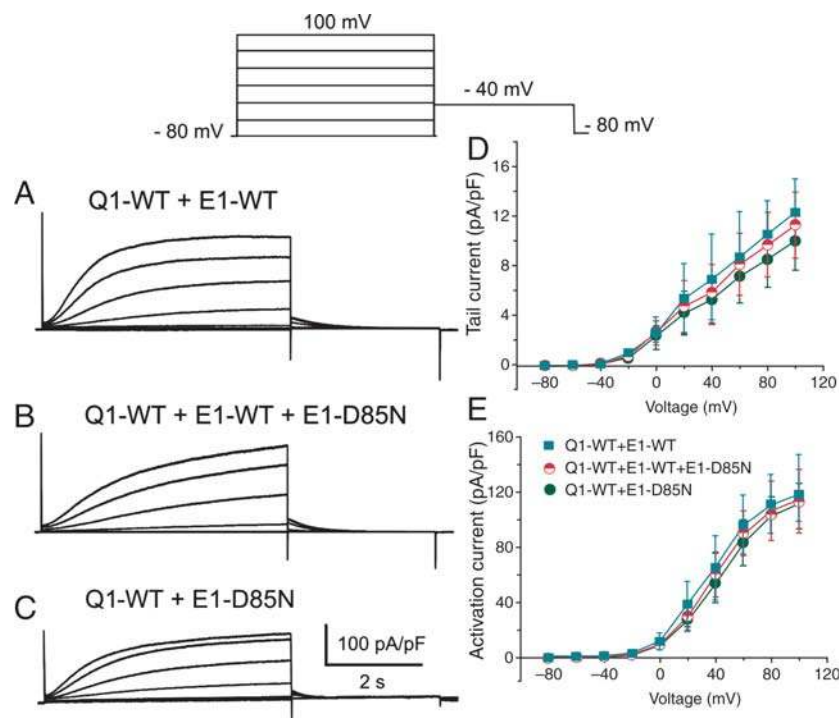 100 mV
- 40 mV
- 80 mV
- 80 mV
A
Q1-WT + E1-WT
B
Q1-WT + E1-WT + E1-D85N
C
Q1-WT + E1-D85N
100 pA/pF
2 s
D
Tail current (pA/pF)
16
12
8
4
0
−80
−40
0
40
80
120
Voltage (mV)
E
Activation current (pA/pF)
160
120
80
40
0
Q1-WT+E1-WT
Q1-WT+E1-WT+E1-D85N
Q1-WT+E1-D85N
−80
−40
0
40
80
120
Voltage (mV)